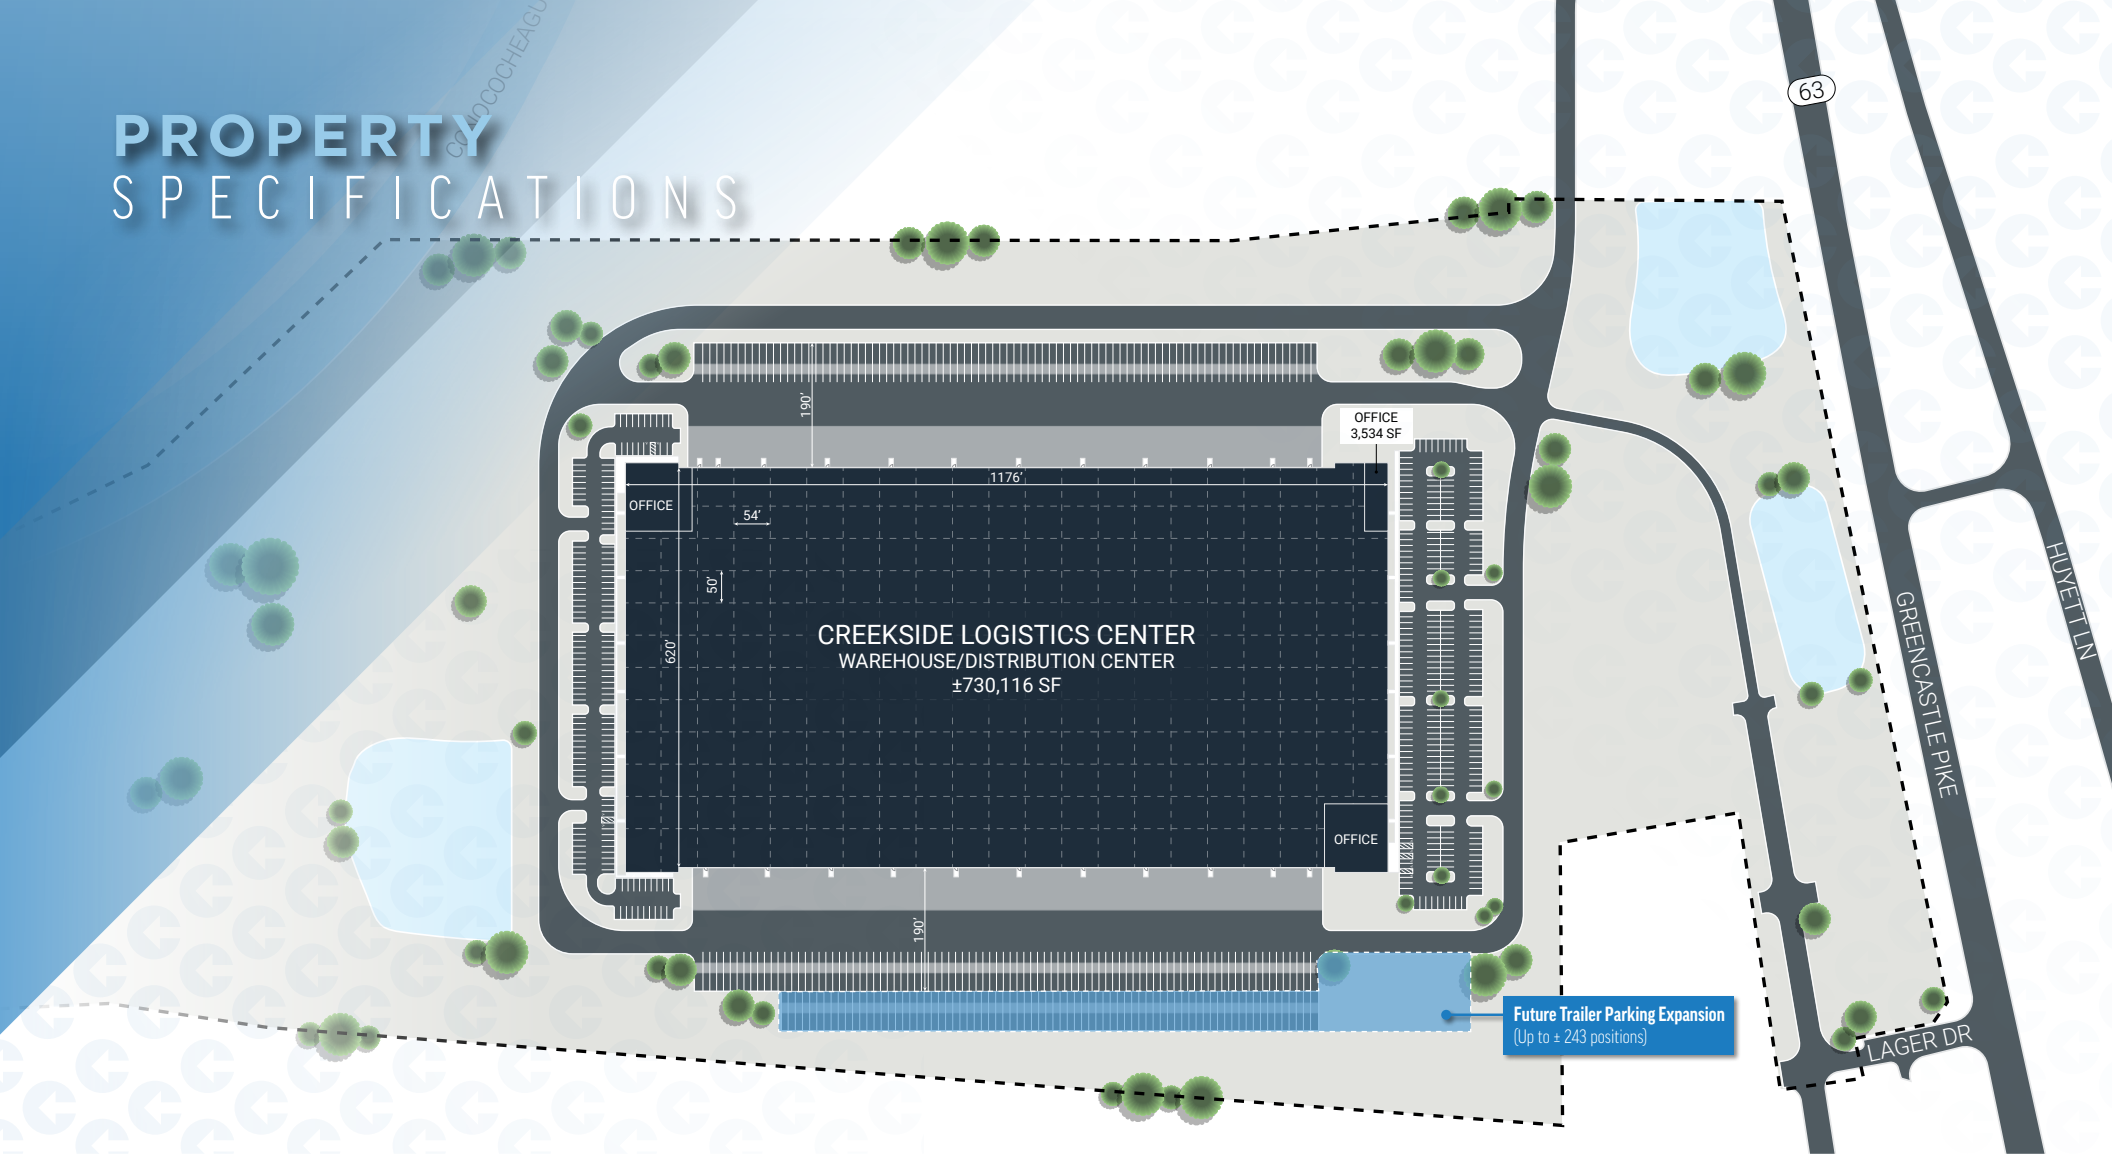 CONOCOCHEAGU
PROPERTY
SPECIFICATIONS
63
190'
OFFICE
3,534 SF
1176'
OFFICE
54'
50'
620'
CREEKSIDE LOGISTICS CENTER
WAREHOUSE/DISTRIBUTION CENTER
±730,116 SF
OFFICE
190'
HUYETT LN
GREENCASTLE PIKE
Future Trailer Parking Expansion
(Up to ± 243 positions)
LAGER DR